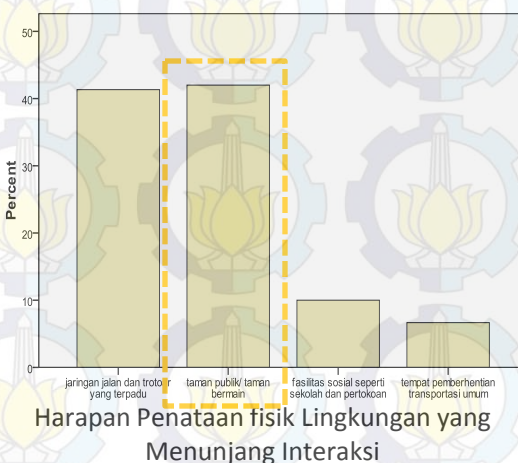 50
40
30
20
10
0
Percent
jaringan jalan dan trotoar
yang terpadu
taman publik/ taman
bermain
fasilitas sosial seperti
sekolah dan pertokoan
tempat pemberhentian
transportasi umum
Harapan Penataan fisik Lingkungan yang
Menunjang Interaksi